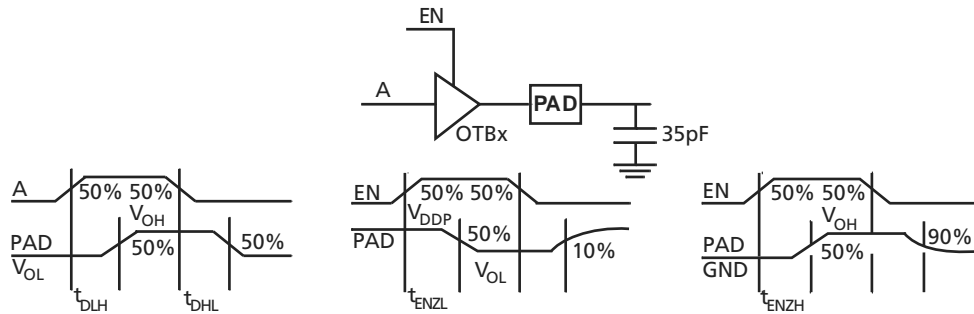 EN
A
PAD
OTBx
35pF
A
50% 50%
V_OH
PAD
50%
50%
V_OL
t_DLH
t_DHL
EN
50% 50%
V_DDP
PAD
50%
V_OL
10%
t_ENZL
EN
50% 50%
V_OH
PAD
90%
GND
50%
t_ENZH